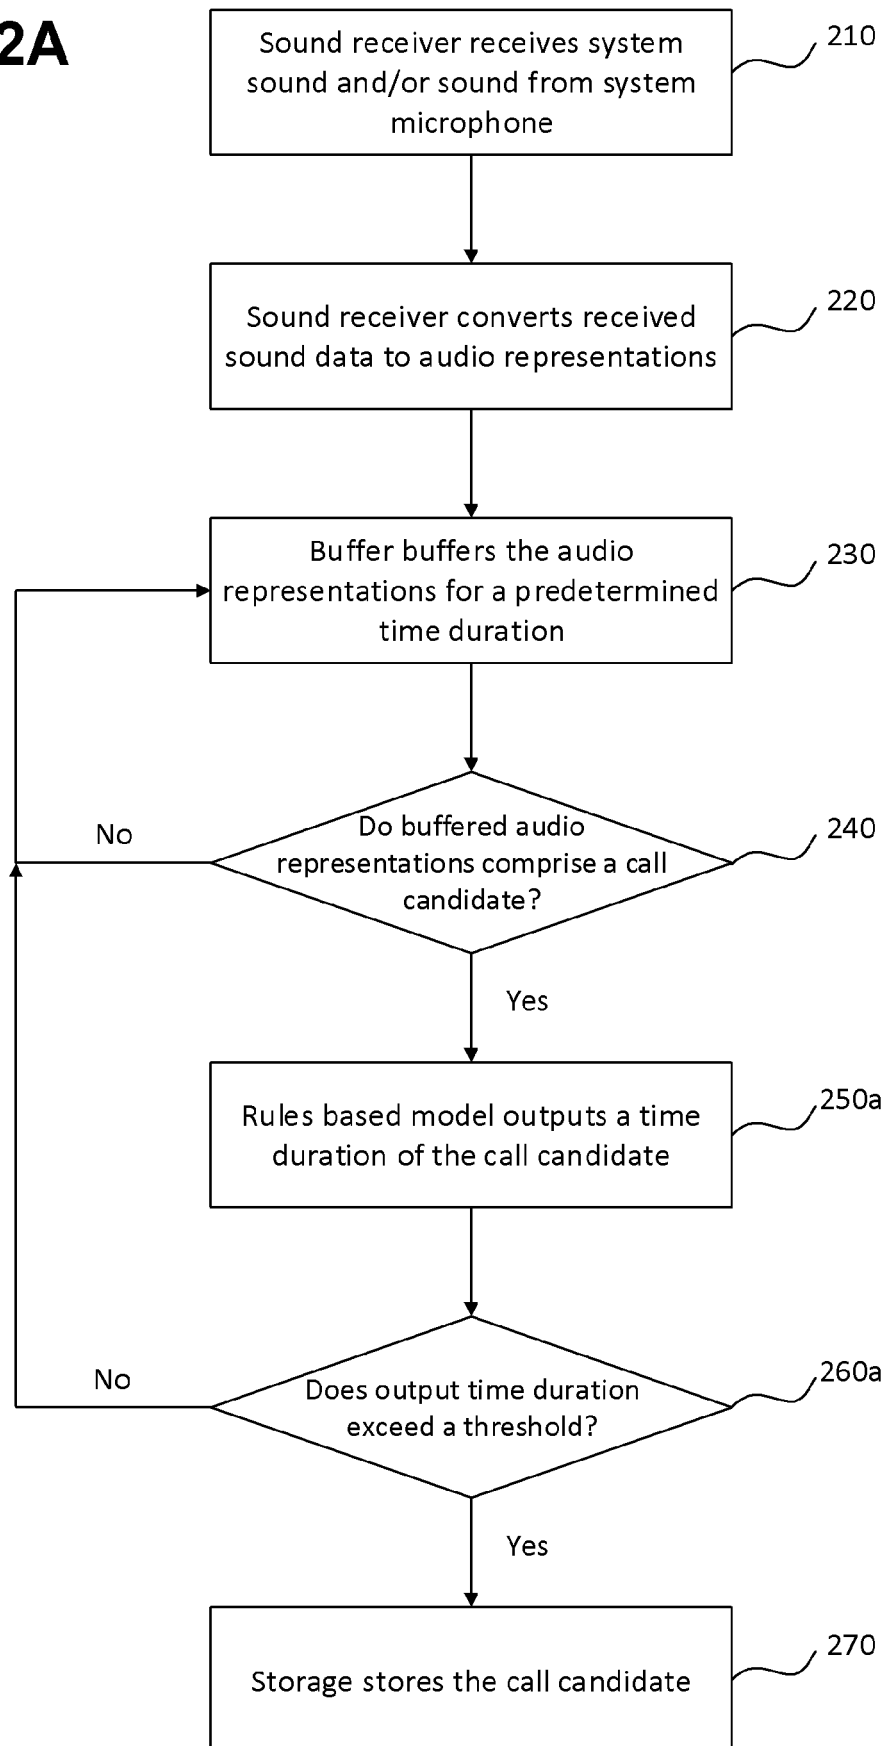 2A
Sound receiver receives system
sound and/or sound from system
microphone
210
Sound receiver converts received
sound data to audio representations
220
Buffer buffers the audio
representations for a predetermined
time duration
230
Do buffered audio
representations comprise a call
candidate?
240
No
Yes
Rules based model outputs a time
duration of the call candidate
250a
Does output time duration
exceed a threshold?
260a
No
Yes
Storage stores the call candidate
270